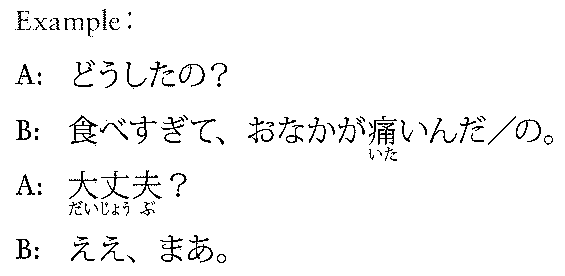 Example:
A: どうしたの？
B: 食べすぎて、おなかが痛いんだ／の。
いた
A: 大丈夫？
だいじょうぶ
B: ええ、まあ。